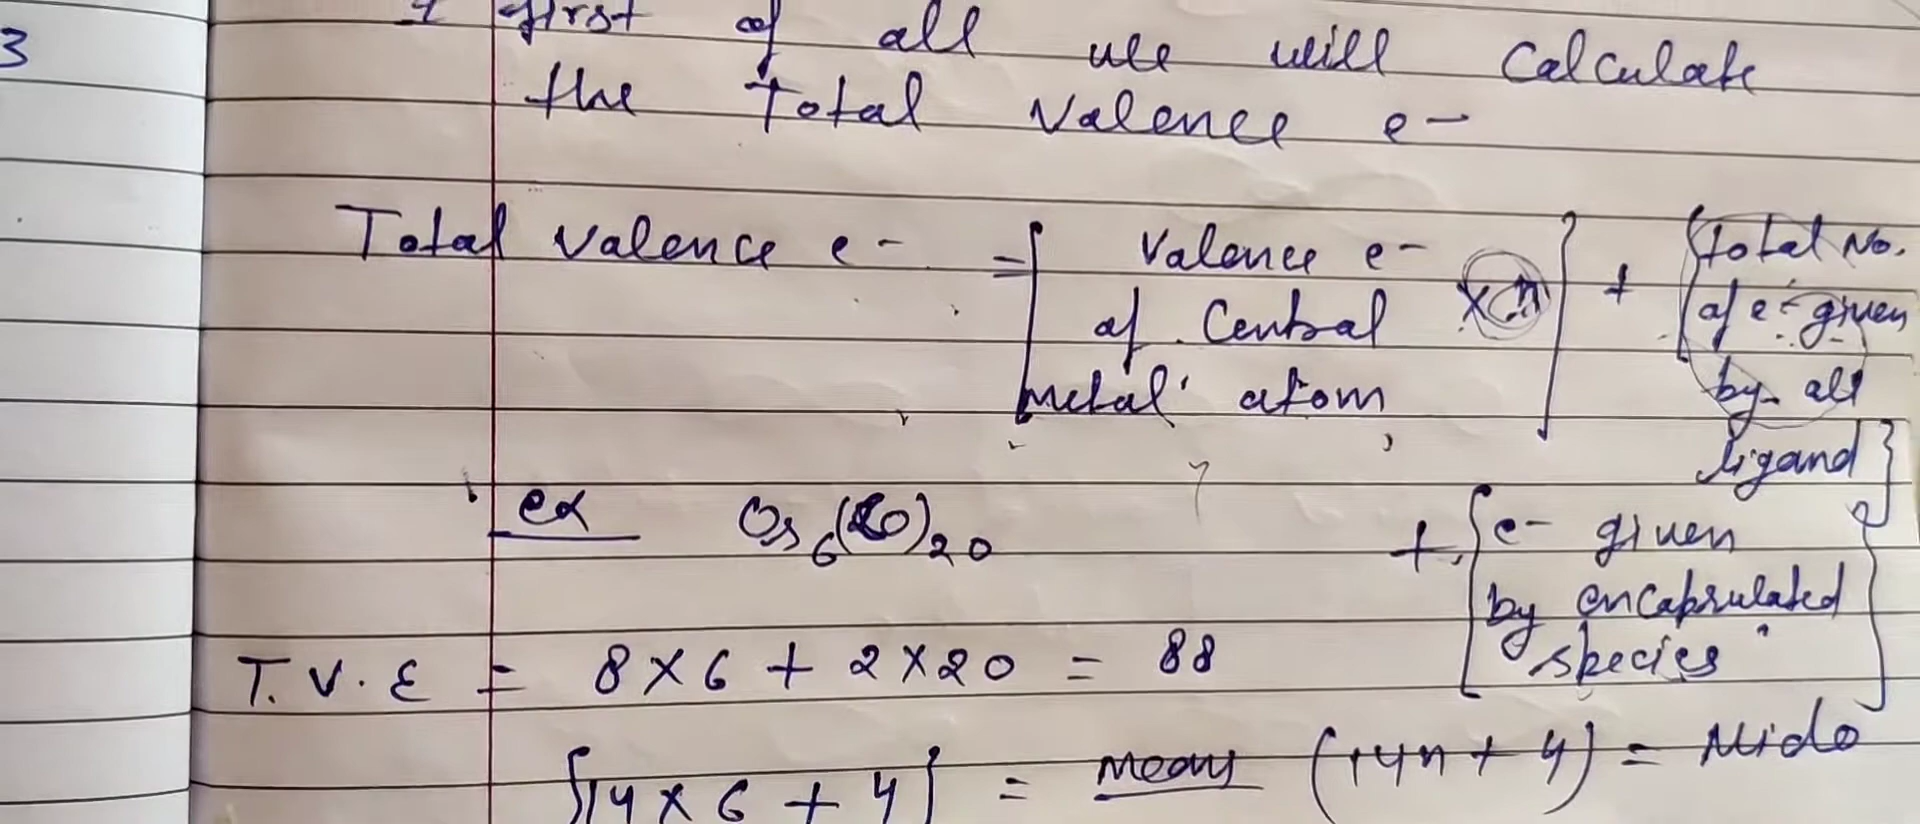 3
first of all we will Calculate
the Total Valence e-
Total valence e- = [ Valence e- of Central metal atom × n ] + [ total No. of e- given by all ligand ]
+ [ e- given by encapsulated species ]
ex Os6(CO)20
T.V.E = 8×6 + 2×20 = 88
[14×6 + 4] = means (14n + 4) = Nido